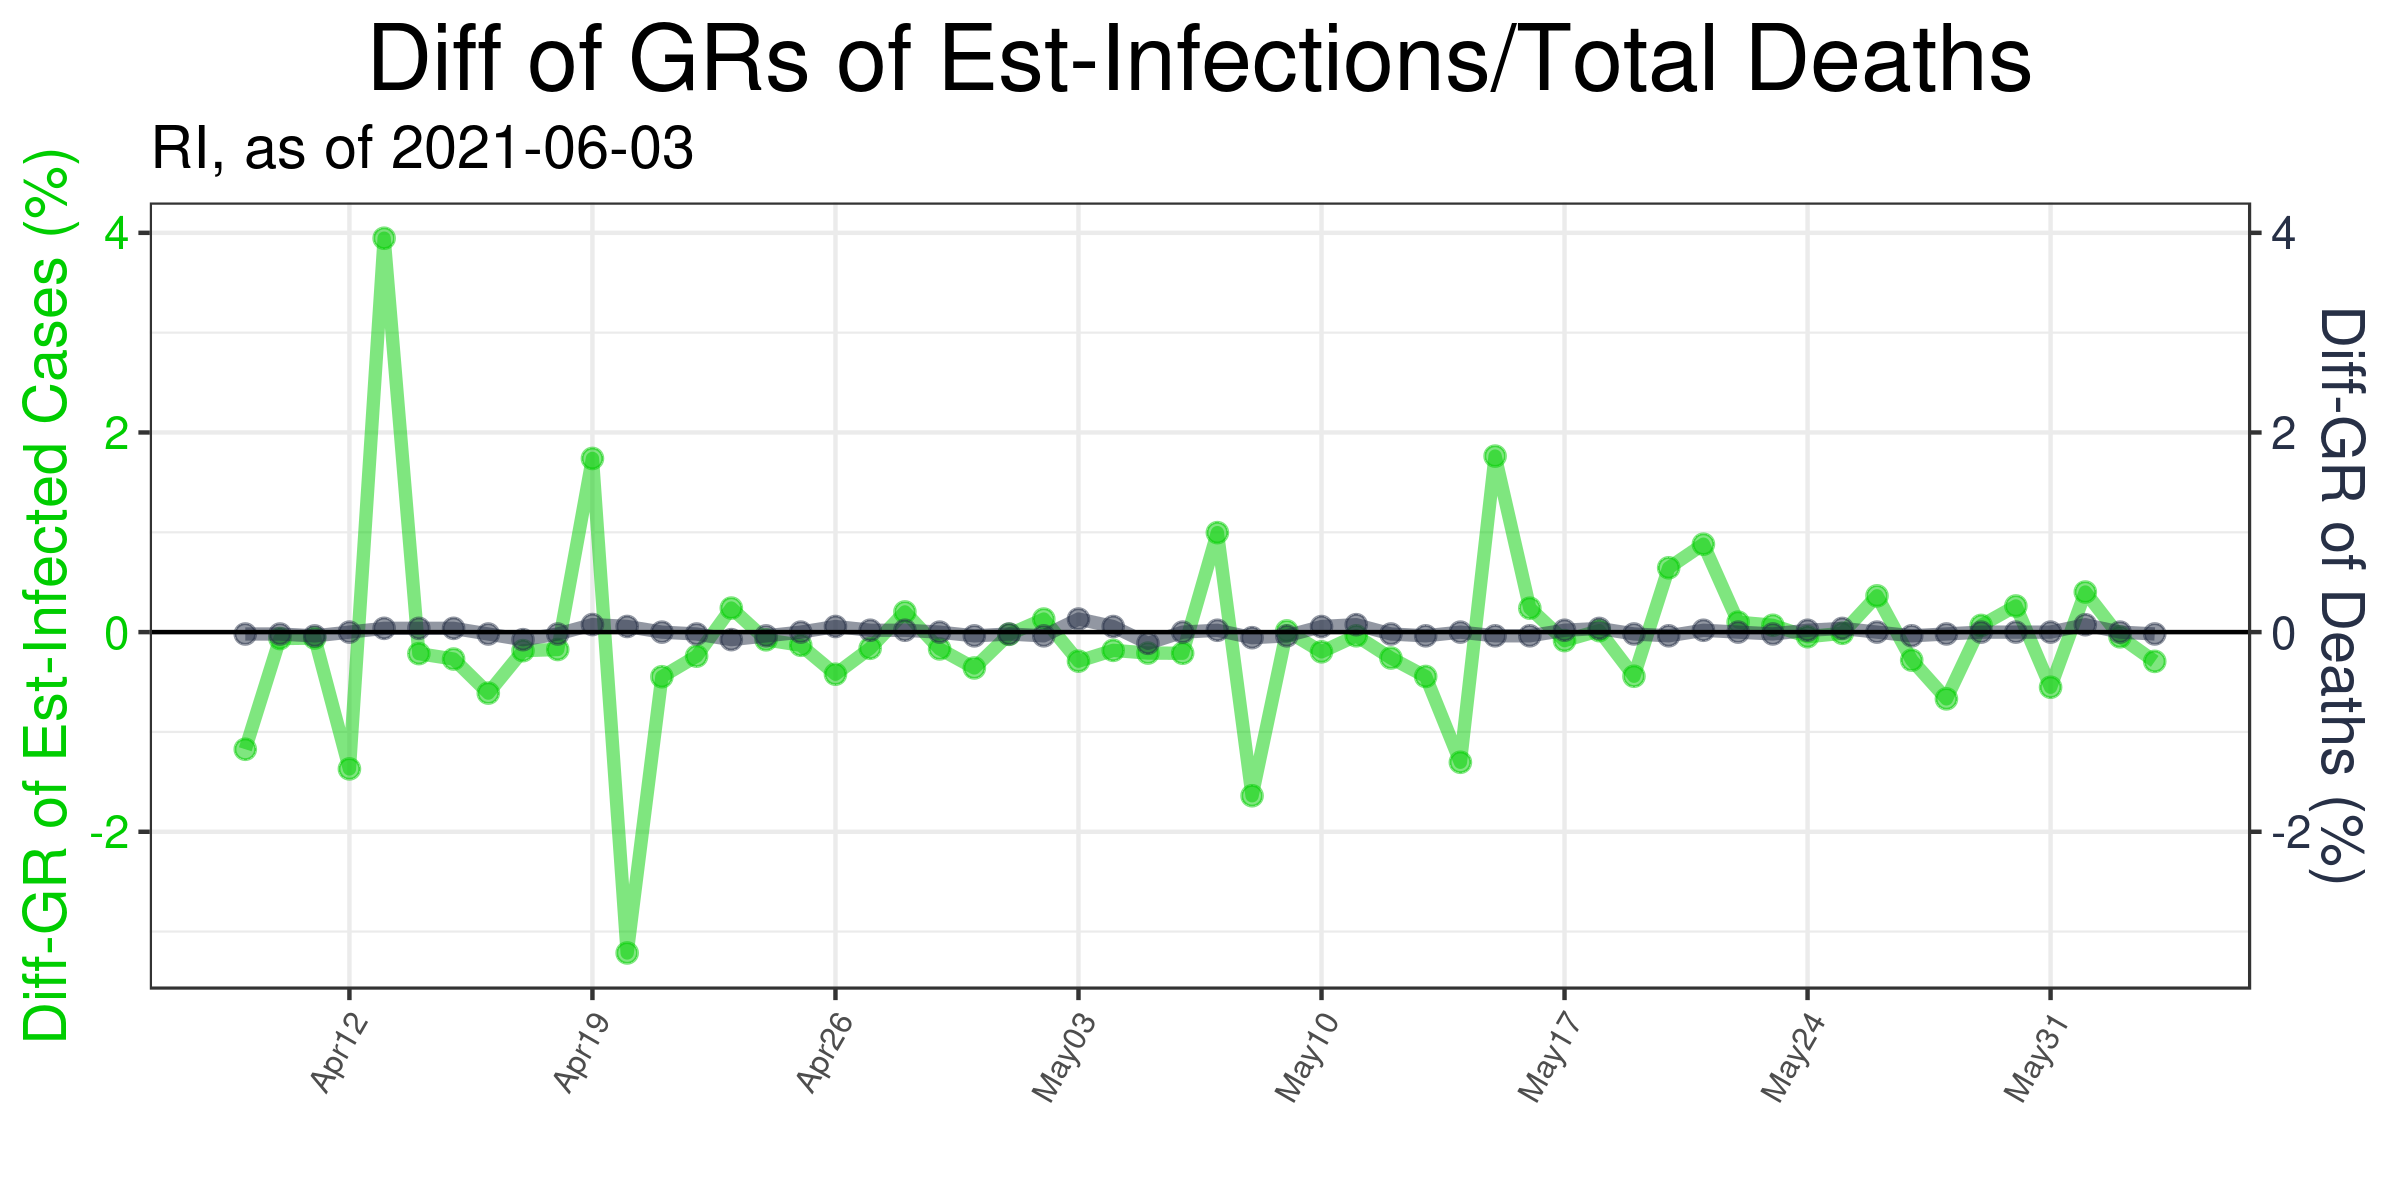 Diff of GRs of Est-Infections/Total Deaths
RI, as of 2021-06-03
Diff-GR of Est-Infected Cases (%)
4
2
0
-2
4
2
0
-2
Diff-GR of Deaths (%)
Apr12
Apr19
Apr26
May03
May10
May17
May24
May31